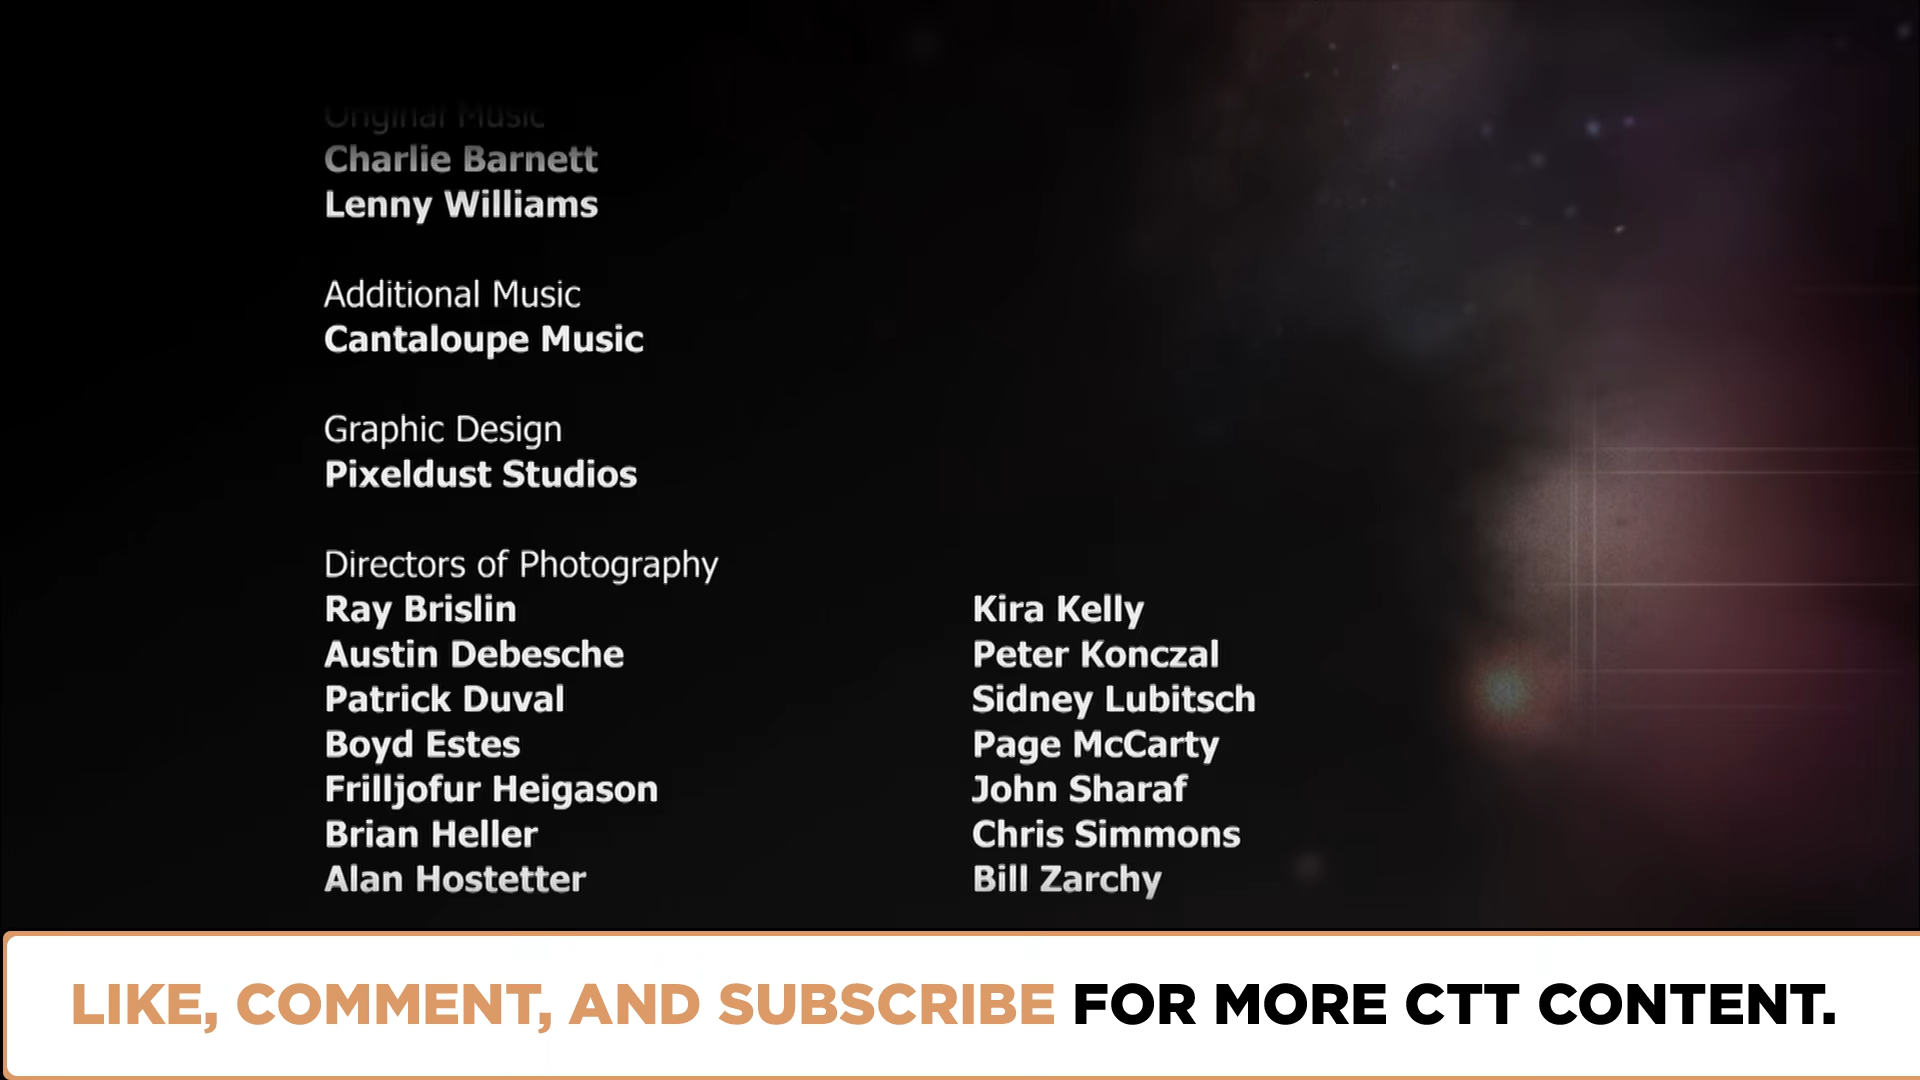 Original Music
Charlie Barnett
Lenny Williams
Additional Music
Cantaloupe Music
Graphic Design
Pixeldust Studios
Directors of Photography
Ray Brislin
Austin Debesche
Patrick Duval
Boyd Estes
Frilljofur Heigason
Brian Heller
Alan Hostetter
Kira Kelly
Peter Konczal
Sidney Lubitsch
Page McCarty
John Sharaf
Chris Simmons
Bill Zarchy
LIKE, COMMENT, AND SUBSCRIBE FOR MORE CTT CONTENT.